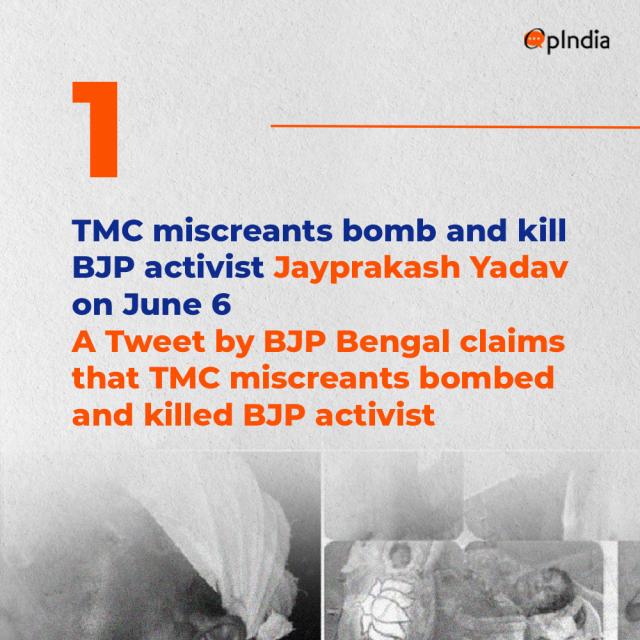 OpIndia
1
TMC miscreants bomb and kill
BJP activist Jayprakash Yadav
on June 6
A Tweet by BJP Bengal claims
that TMC miscreants bombed
and killed BJP activist